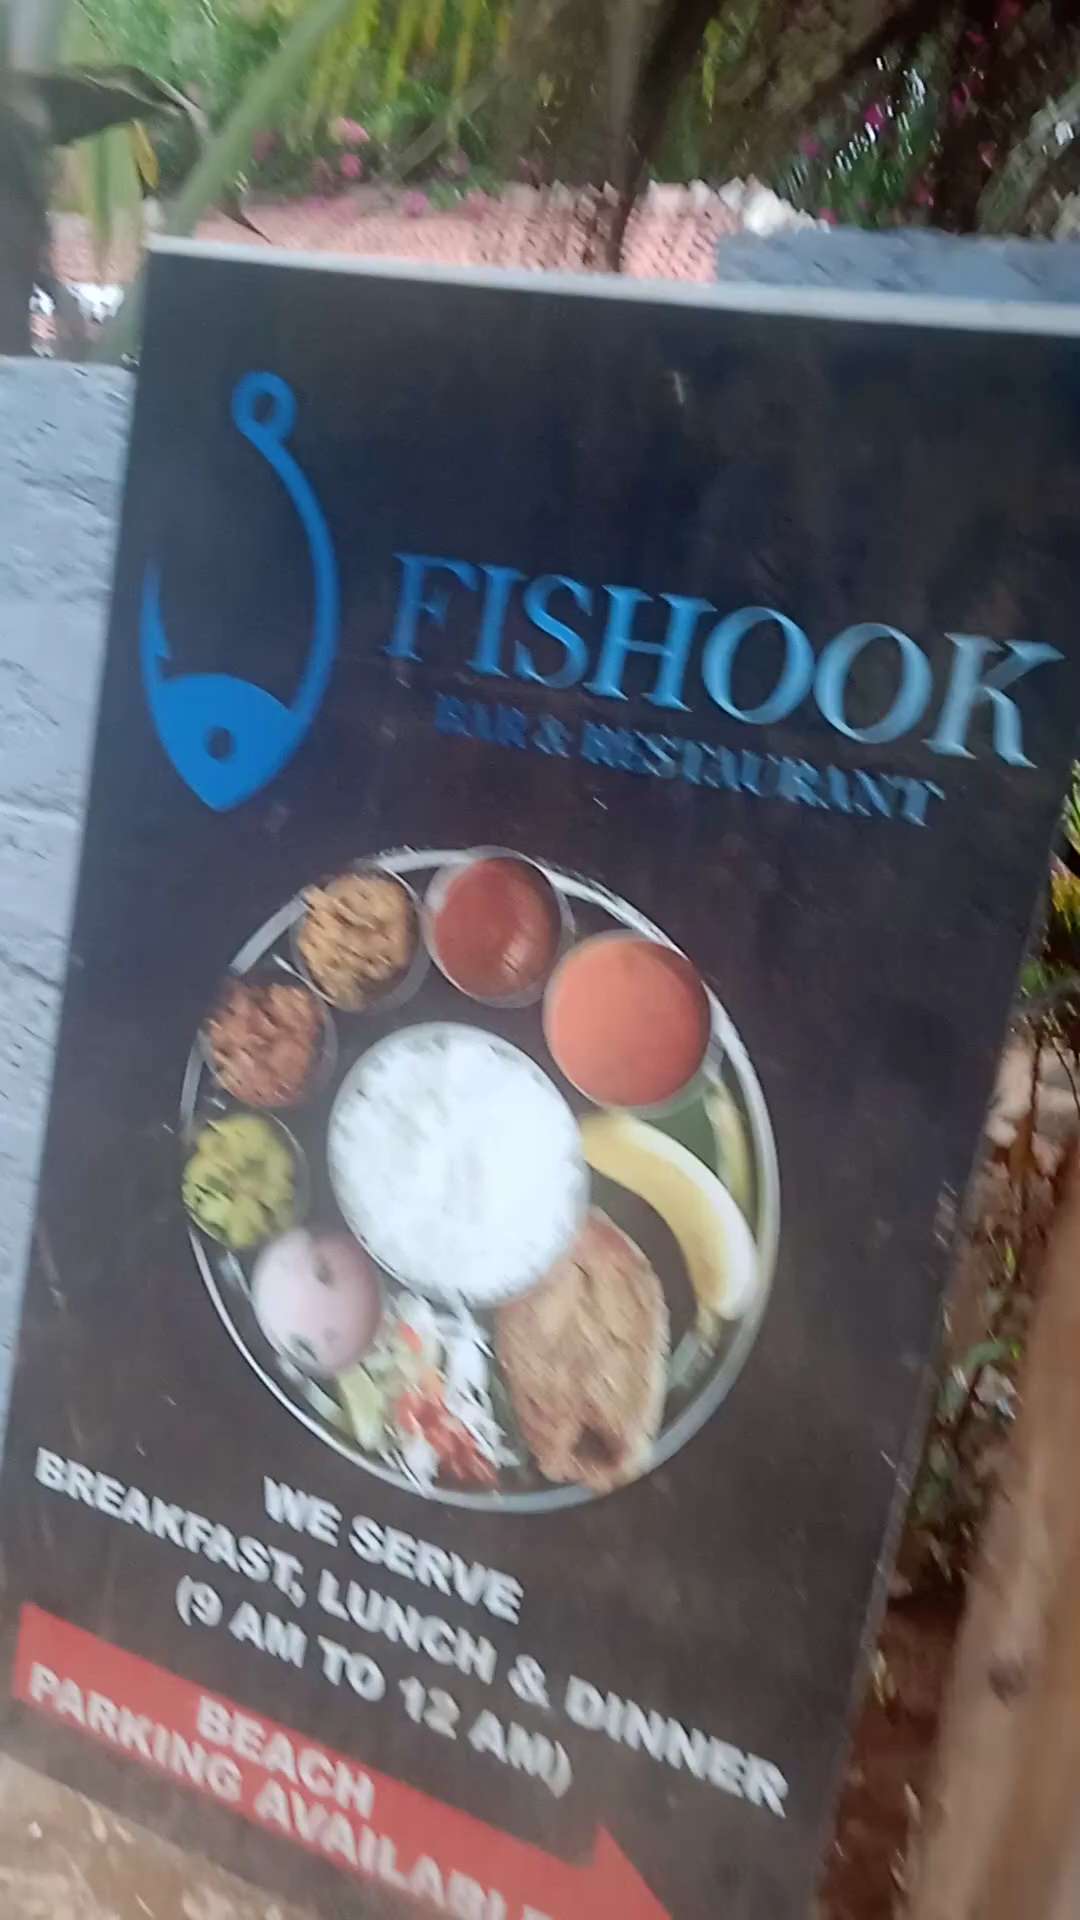 FISHOOK
BAR & RESTAURANT
WE SERVE
BREAKFAST, LUNCH & DINNER
(9 AM TO 12 AM)
BEACH
PARKING AVAILABLE